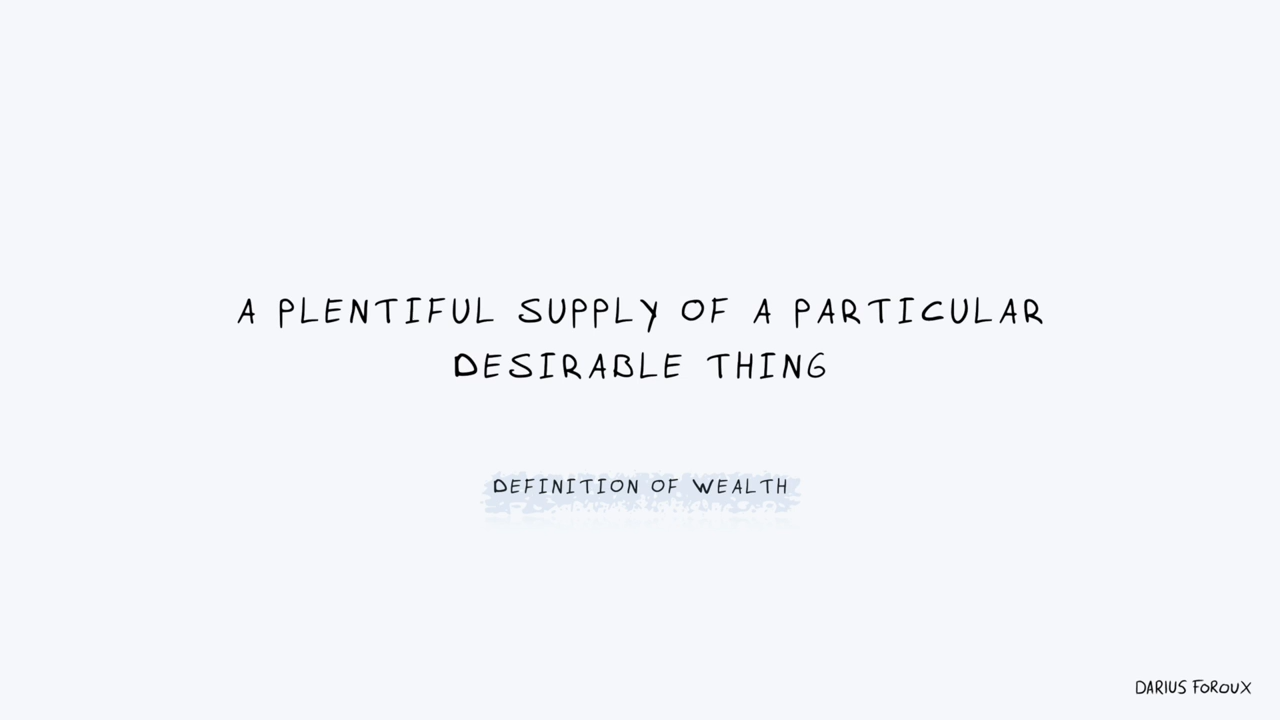 A PLENTIFUL SUPPLY OF A PARTICULAR
DESIRABLE THING
DEFINITION OF WEALTH
DARIUS FOROUX